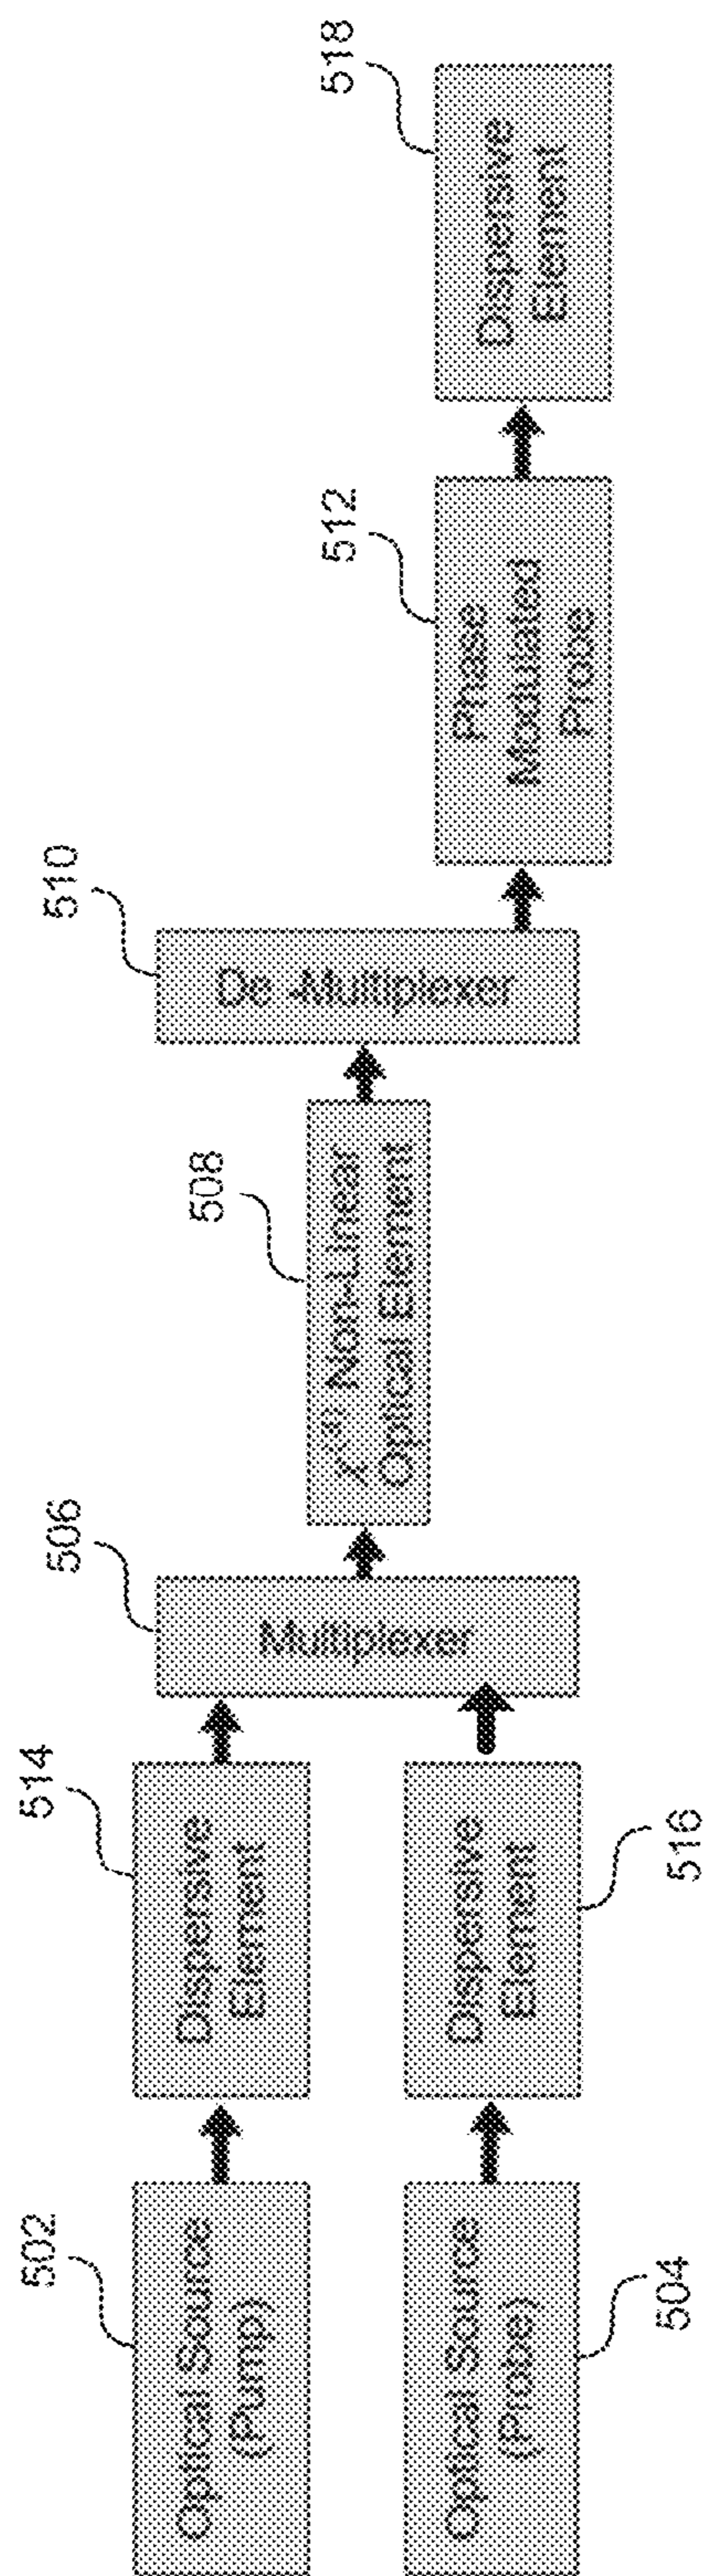 502
Optical Source
(Pump)
514
Dispersive
Element
504
Optical Source
(Probe)
516
Dispersive
Element
506
Multiplexer
508
Non-Linear
Optical Element
510
De -Multiplexer
512
Phase
Modulated
Probe
518
Dispersive
Element